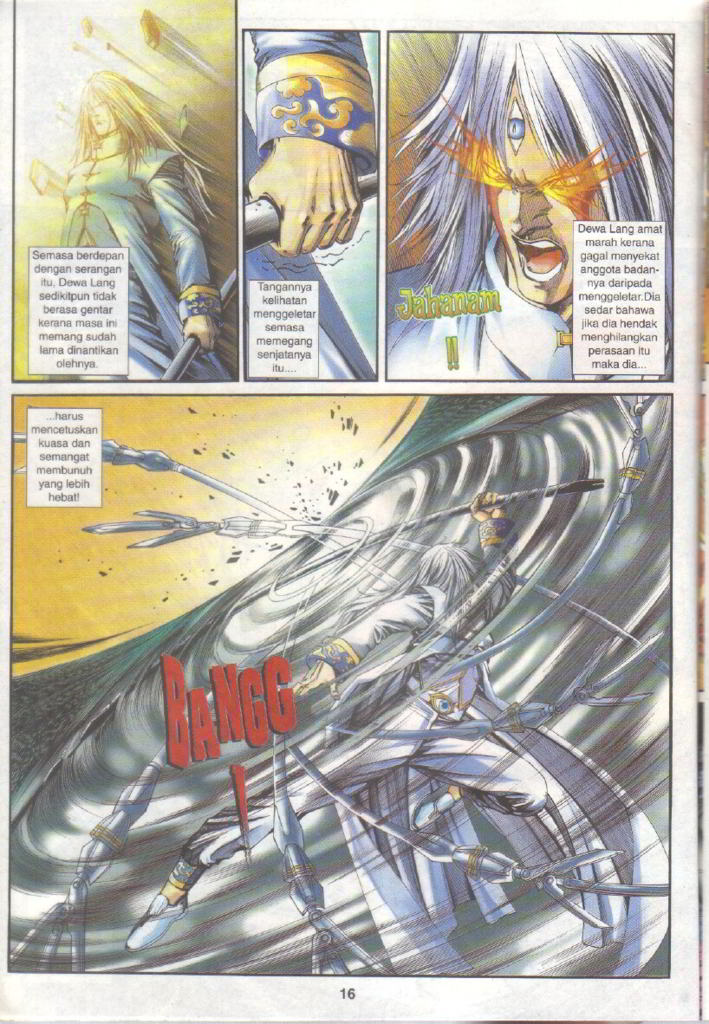 Semasa berdepan
dengan serangan
itu, Dewa Lang
sedikitpun tidak
berasa gentar
kerana masa ini
memang sudah
lama dinantikan
olehnya.
Tangannya
kelihatan
menggeletar
semasa
memegang
senjatanya
itu....
Dewa Lang amat
marah kerana
gagal menyekat
anggota badan-
nya daripada
menggeletar.Dia
sedar bahawa
jika dia hendak
menghilangkan
perasaan itu
maka dia...
Jahanam
!!
...harus
mencetuskan
kuasa dan
semangat
membunuh
yang lebih
hebat!
BANGG
!
16